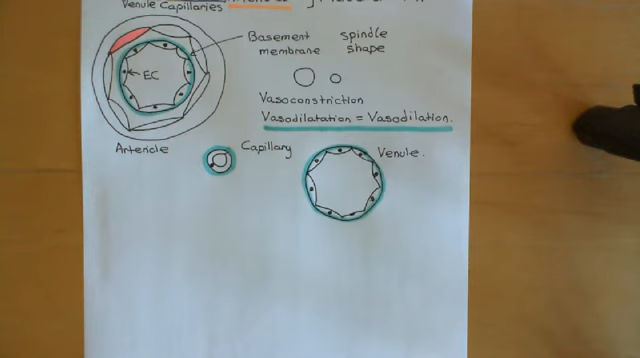 Venule Capillaries
Basement spindle
membrane shape
EC
Vasoconstriction
Vasodilatation = Vasodilation.
Arteriole
Capillary
Venule.